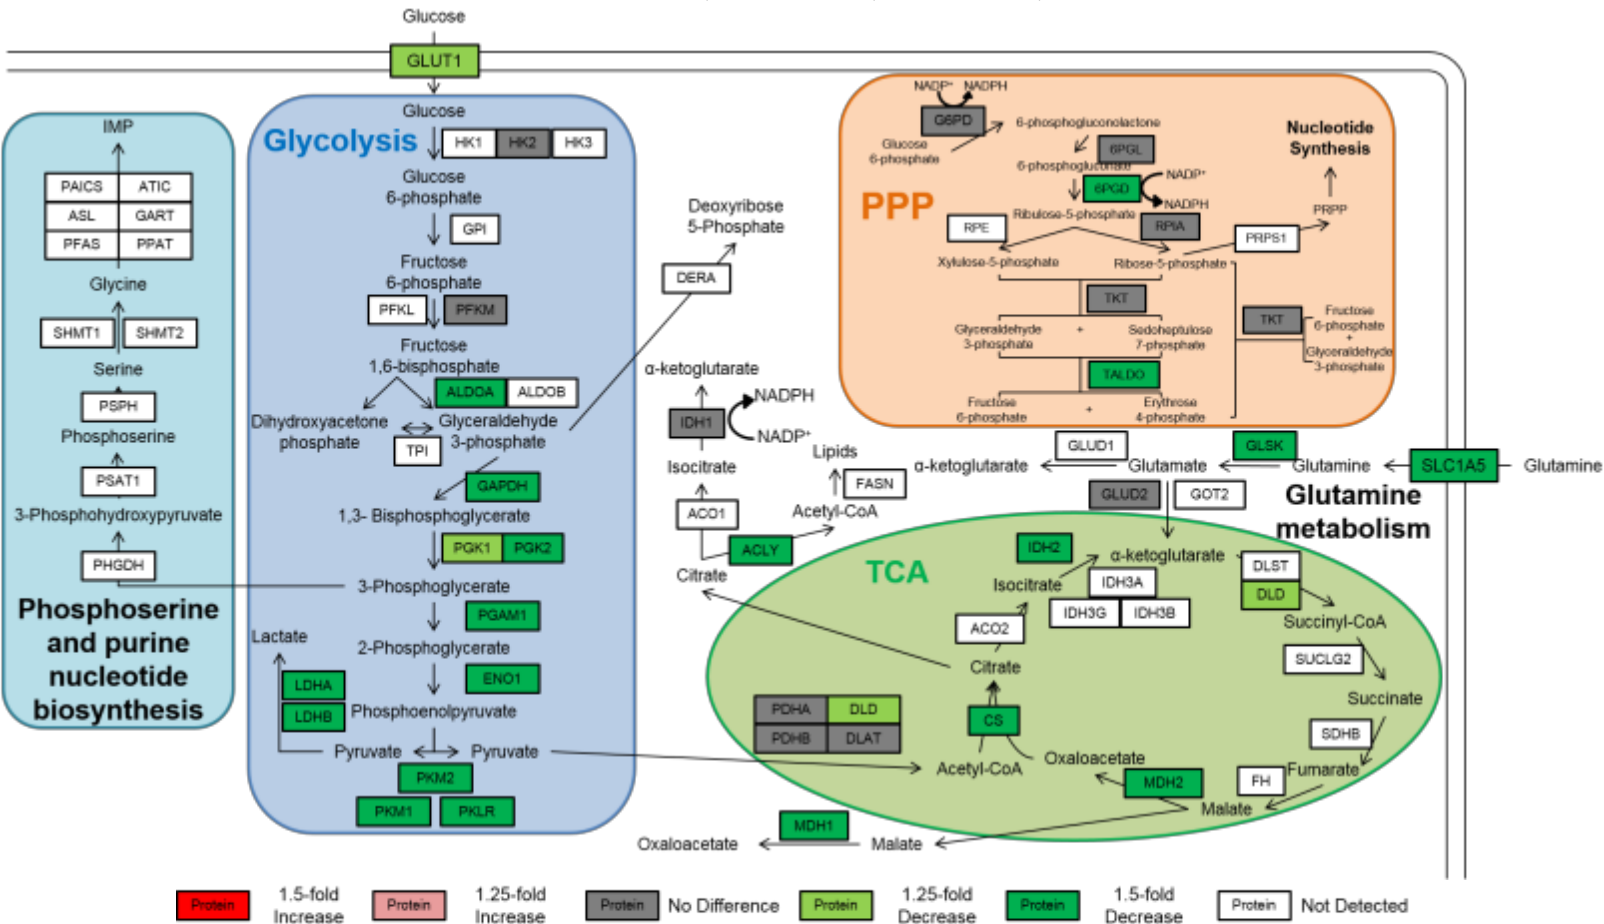 Glucose
GLUT1
IMP
PAICS ATIC
ASL GART
PFAS PPAT
Glycine
SHMT1 SHMT2
Serine
PSPH
Phosphoserine
PSAT1
3-Phosphohydroxypyruvate
PHGDH
Phosphoserine
and purine
nucleotide
biosynthesis
Glycolysis
Glucose
HK1 HK2 HK3
Glucose
6-phosphate
GPI
Fructose
6-phosphate
PFKL PFKM
Fructose
1,6-bisphosphate
ALDOA ALDOB
Dihydroxyacetone
phosphate
Glyceraldehyde
3-phosphate
TPI
GAPDH
1,3- Bisphosphoglycerate
PGK1 PGK2
3-Phosphoglycerate
PGAM1
2-Phosphoglycerate
ENO1
Lactate
LDHA
LDHB
Phosphoenolpyruvate
Pyruvate Pyruvate
PKM2
PKM1 PKLR
Deoxyribose
5-Phosphate
DERA
α-ketoglutarate
NADPH
IDH1
NADP+
Isocitrate
Lipids
FASN
ACO1
Acetyl-CoA
ACLY
Citrate
PPP
NADP+ NADPH
G6PD
Glucose
6-phosphate
6-phosphogluconolactone
6PGL
6-phosphogluconate
6PGD
NADP+
NADPH
Ribulose-5-phosphate
RPE
RPIA
Nucleotide
Synthesis
PRPP
PRPS1
Xylulose-5-phosphate
Ribose-5-phosphate
TKT
Glyceraldehyde
3-phosphate
+
Sedoheptulose
7-phosphate
TALDO
Fructose
6-phosphate
+
Erythrose
4-phosphate
TKT
Fructose
6-phosphate
+
Glyceraldehyde
3-phosphate
GLUD1
GLSK
α-ketoglutarate Glutamate Glutamine SLC1A5 Glutamine
GLUD2 GOT2
Glutamine
metabolism
TCA
IDH2
α-ketoglutarate
Isocitrate
IDH3A
IDH3G IDH3B
DLST
DLD
Succinyl-CoA
ACO2
SUCLG2
Citrate
Succinate
PDHA DLD
PDHB DLAT
CS
SDHB
Acetyl-CoA
Oxaloacetate
Fumarate
FH
MDH2
Malate
MDH1
Oxaloacetate Malate
Protein 1.5-fold
Increase
Protein 1.25-fold
Increase
Protein No Difference
Protein 1.25-fold
Decrease
Protein 1.5-fold
Decrease
Protein Not Detected